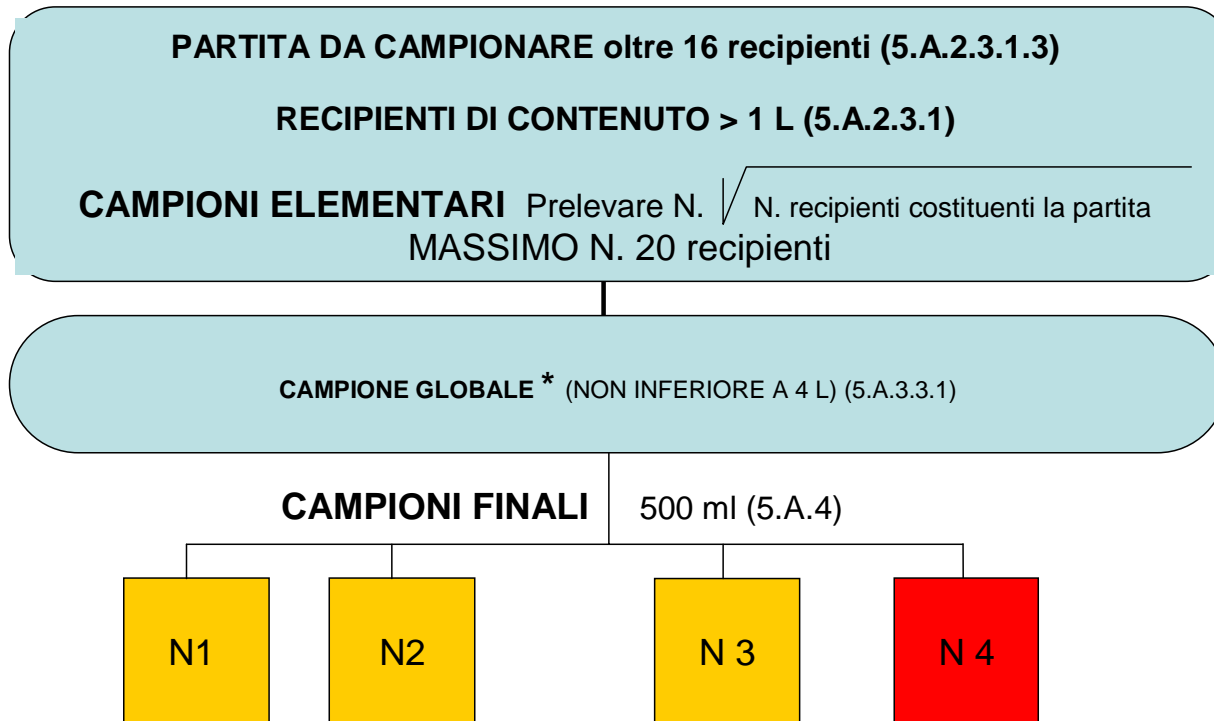 PARTITA DA CAMPIONARE oltre 16 recipienti (5.A.2.3.1.3)
RECIPIENTI DI CONTENUTO > 1 L (5.A.2.3.1)
CAMPIONI ELEMENTARI Prelevare N. √ N. recipienti costituenti la partita
MASSIMO N. 20 recipienti
CAMPIONE GLOBALE * (NON INFERIORE A 4 L) (5.A.3.3.1)
CAMPIONI FINALI 500 ml (5.A.4)
N1 N2 N 3 N 4